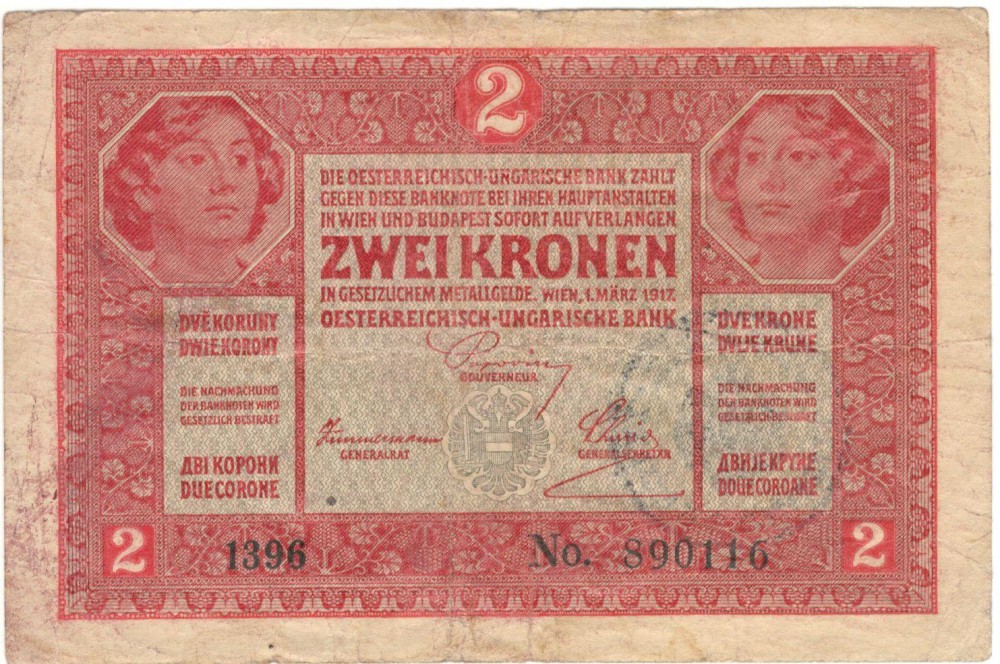 2
DIE OESTERREICHISCH-UNGARISCHE BANK ZAHLT
GEGEN DIESE BANKNOTE BEI IHREN HAUPTANSTALTEN
IN WIEN UND BUDAPEST SOFORT AUF VERLANGEN
ZWEI KRONEN
IN GESETZLICHEM METALLGELDE. WIEN, 1. MÄRZ 1917.
OESTERREICHISCH-UNGARISCHE BANK
Popovics
GOUVERNEUR
Zimmermann
GENERALRAT
GENERALSEKRETÄR
DVĚ KORUNY
DWIE KORONY
DIE NACHMACHUNG
DER BANKNOTEN WIRD
GESETZLICH BESTRAFT
ДВІ КОРОНИ
DUE CORONE
DVE KRONE
DVIJE KRUNE
DIE NACHMACHUNG
DER BANKNOTEN WIRD
GESETZLICH BESTRAFT
ДВИЈЕ КРУНЕ
DOUE COROANE
2
1396
No. 890116
2